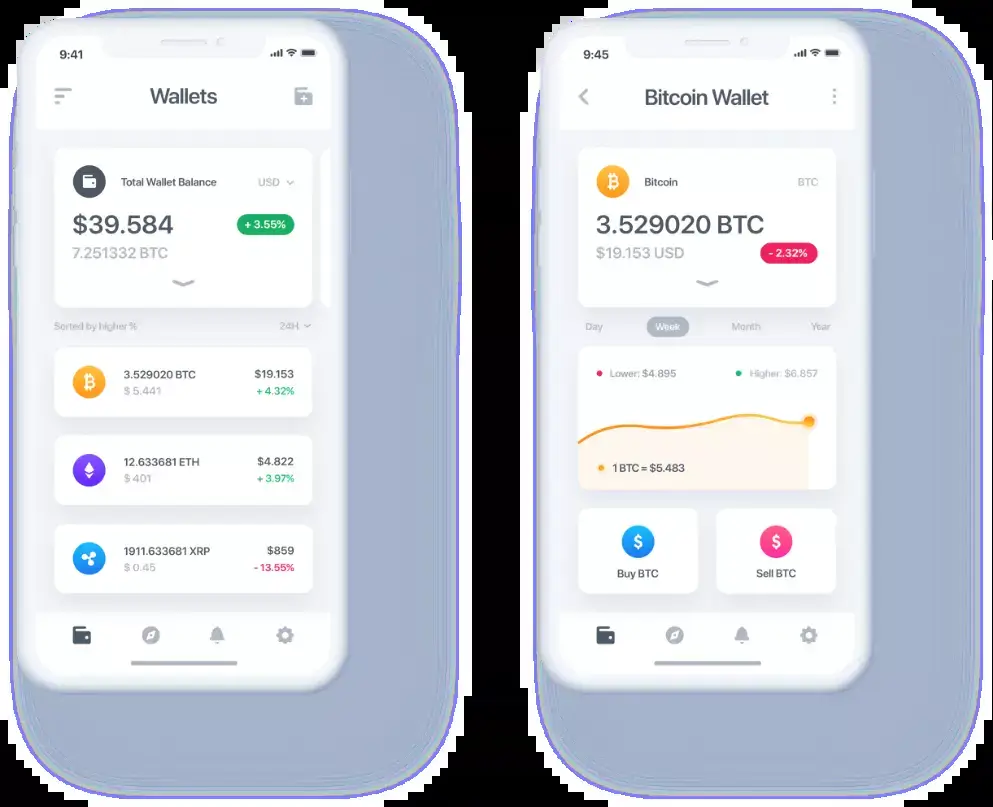 9:41
Wallets
Total Wallet Balance USD
$39.584 + 3.55%
7.251332 BTC
Sorted by higher % 24H
3.529020 BTC $19.153
$ 5.441 + 4.32%
12.633681 ETH $4.822
$ 401 + 3.97%
1911.633681 XRP $859
$ 0.45 - 13.55%
9:45
Bitcoin Wallet
Bitcoin BTC
3.529020 BTC
$19.153 USD - 2.32%
Day Week Month Year
Lower: $4.895 Higher: $6.857
1 BTC = $5.483
Buy BTC Sell BTC